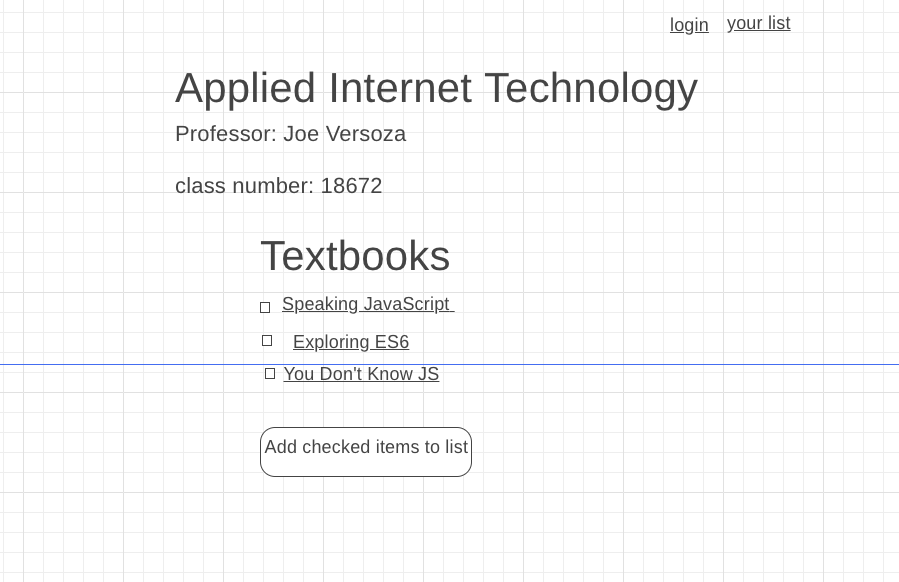 login your list
Applied Internet Technology
Professor: Joe Versoza
class number: 18672
Textbooks
Speaking JavaScript
Exploring ES6
You Don't Know JS
Add checked items to list